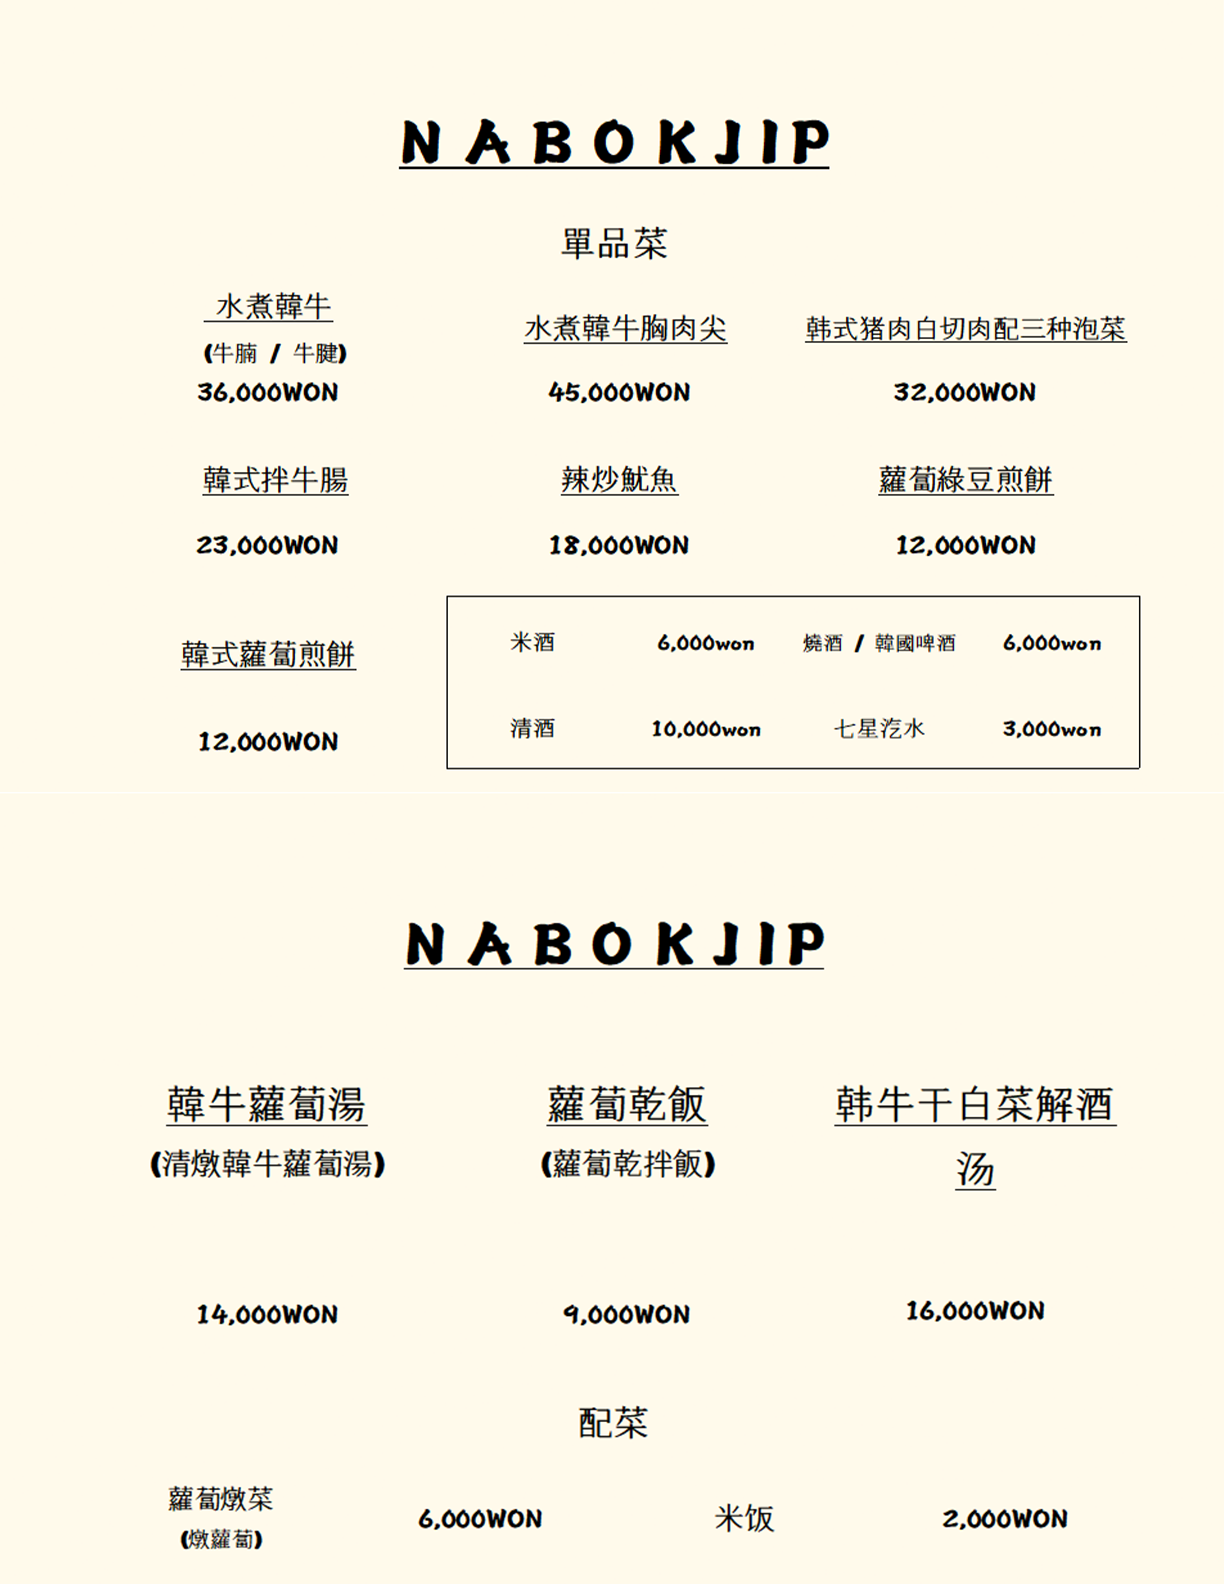 NABOKJIP
單品菜
水煮韓牛
(牛腩 / 牛腱)
36,000WON
水煮韓牛胸肉尖
45,000WON
韩式猪肉白切肉配三种泡菜
32,000WON
韓式拌牛腸
23,000WON
辣炒魷魚
18,000WON
蘿蔔綠豆煎餅
12,000WON
韓式蘿蔔煎餅
12,000WON
米酒 6,000won 燒酒 / 韓國啤酒 6,000won
清酒 10,000won 七星汔水 3,000won
NABOKJIP
韓牛蘿蔔湯
(清燉韓牛蘿蔔湯)
14,000WON
蘿蔔乾飯
(蘿蔔乾拌飯)
9,000WON
韩牛干白菜解酒
汤
16,000WON
配菜
蘿蔔燉菜
(燉蘿蔔)
6,000WON
米饭
2,000WON